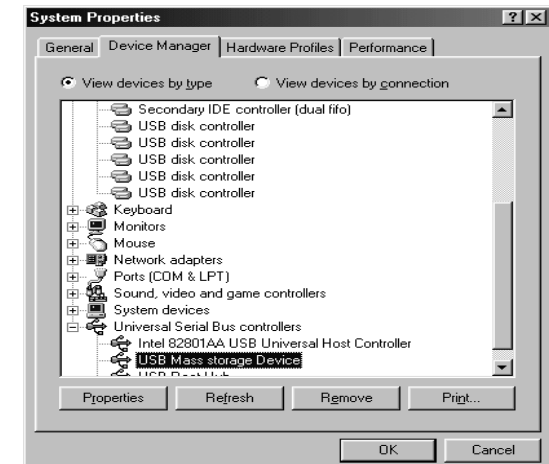 System Properties
? ×
General Device Manager Hardware Profiles Performance
View devices by type View devices by connection
Secondary IDE controller (dual fifo)
USB disk controller
USB disk controller
USB disk controller
USB disk controller
USB disk controller
Keyboard
Monitors
Mouse
Network adapters
Ports (COM & LPT)
Sound, video and game controllers
System devices
Universal Serial Bus controllers
Intel 82801AA USB Universal Host Controller
USB Mass storage Device
USB Root Hub
Properties Refresh Remove Print...
OK Cancel